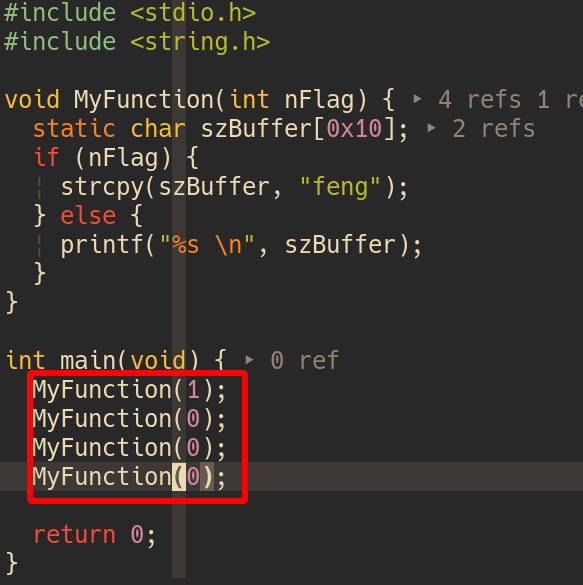 #include <stdio.h>
#include <string.h>
void MyFunction(int nFlag) { ‣ 4 refs 1 re
static char szBuffer[0x10]; ‣ 2 refs
if (nFlag) {
strcpy(szBuffer, "feng");
} else {
printf("%s \n", szBuffer);
}
}
int main(void) { ‣ 0 ref
MyFunction(1);
MyFunction(0);
MyFunction(0);
MyFunction(0);
return 0;
}